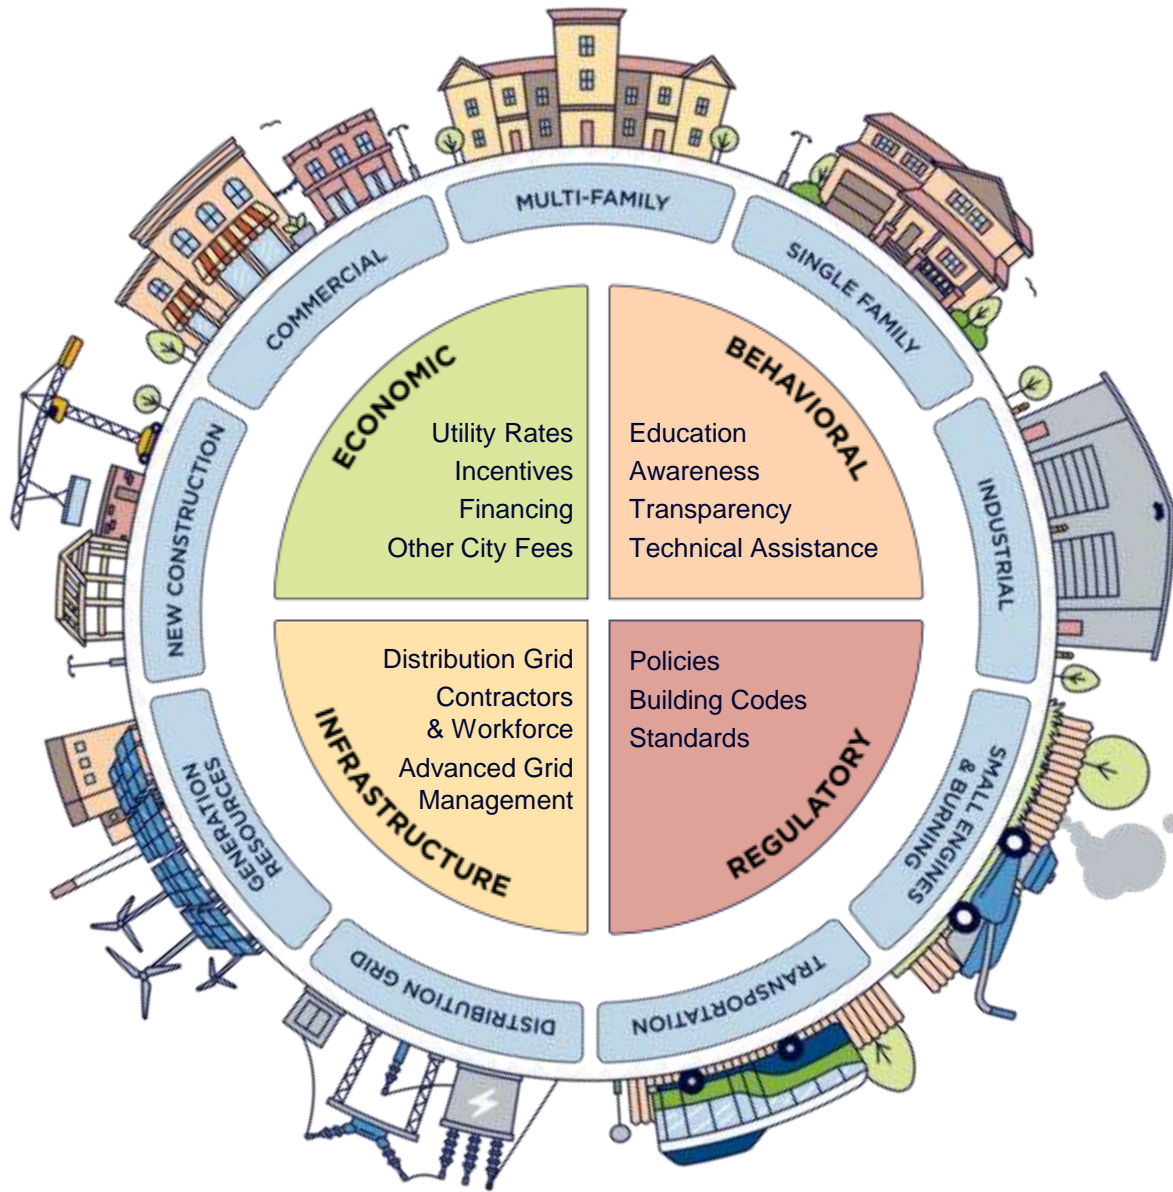 MULTI-FAMILY
SINGLE FAMILY
INDUSTRIAL
SMALL ENGINES
& BURNING
TRANSPORTATION
DISTRIBUTION GRID
GENERATION
RESOURCES
NEW CONSTRUCTION
COMMERCIAL
ECONOMIC
Utility Rates
Incentives
Financing
Other City Fees
BEHAVIORAL
Education
Awareness
Transparency
Technical Assistance
INFRASTRUCTURE
Distribution Grid
Contractors
& Workforce
Advanced Grid
Management
REGULATORY
Policies
Building Codes
Standards